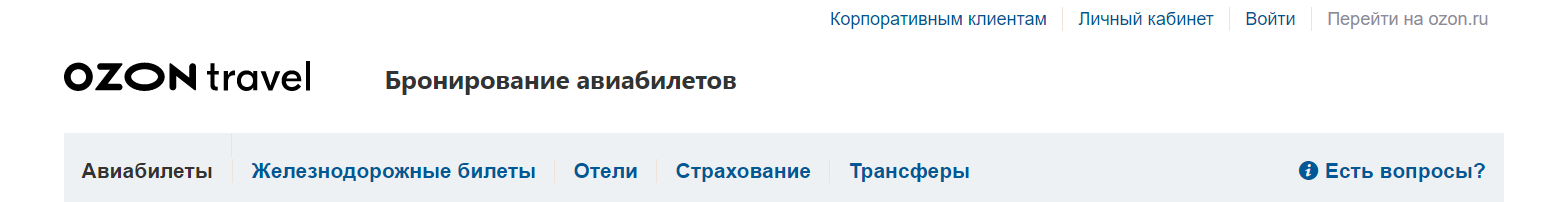 Корпоративным клиентам Личный кабинет Войти Перейти на ozon.ru
OZON travel Бронирование авиабилетов
Авиабилеты Железнодорожные билеты Отели Страхование Трансферы i Есть вопросы?